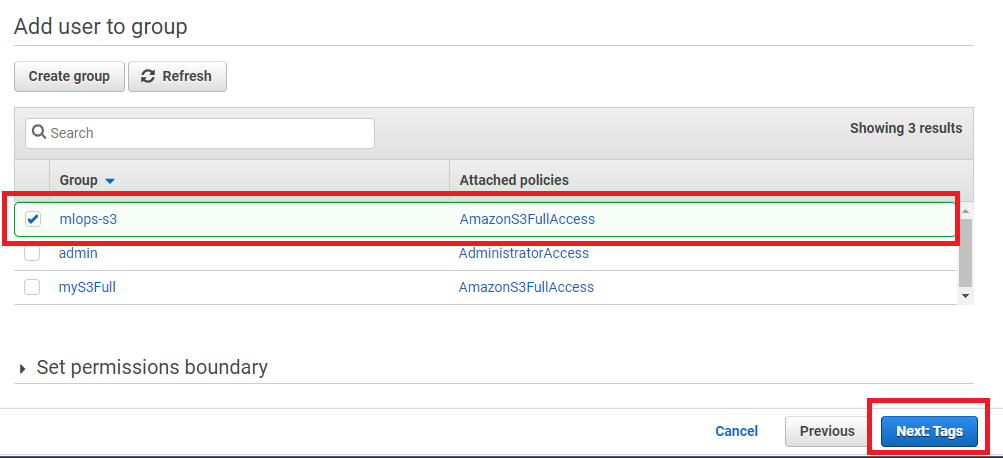 Add user to group
Create group Refresh
Search Showing 3 results
Group Attached policies
mlops-s3 AmazonS3FullAccess
admin AdministratorAccess
myS3Full AmazonS3FullAccess
Set permissions boundary
Cancel Previous Next: Tags